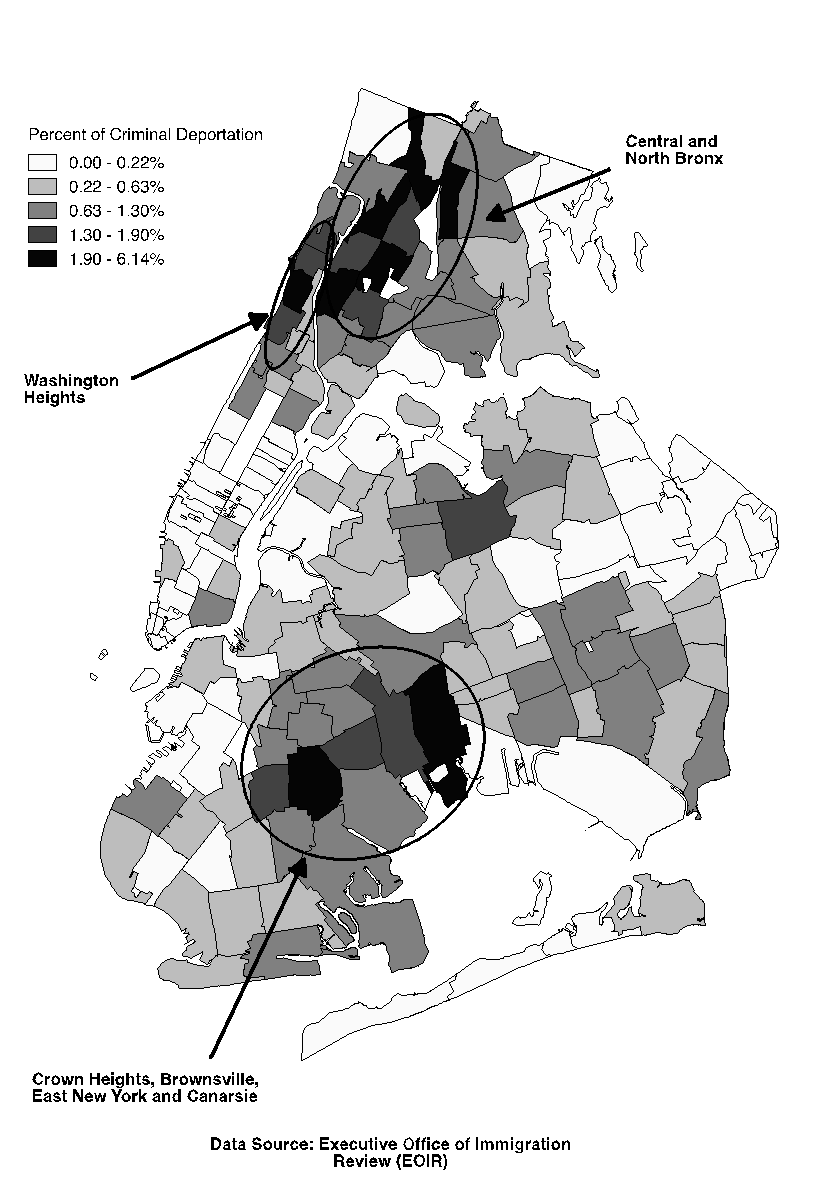 Percent of Criminal Deportation
0.00 - 0.22%
0.22 - 0.63%
0.63 - 1.30%
1.30 - 1.90%
1.90 - 6.14%
Central and
North Bronx
Washington
Heights
Crown Heights, Brownsville,
East New York and Canarsie
Data Source: Executive Office of Immigration
Review (EOIR)